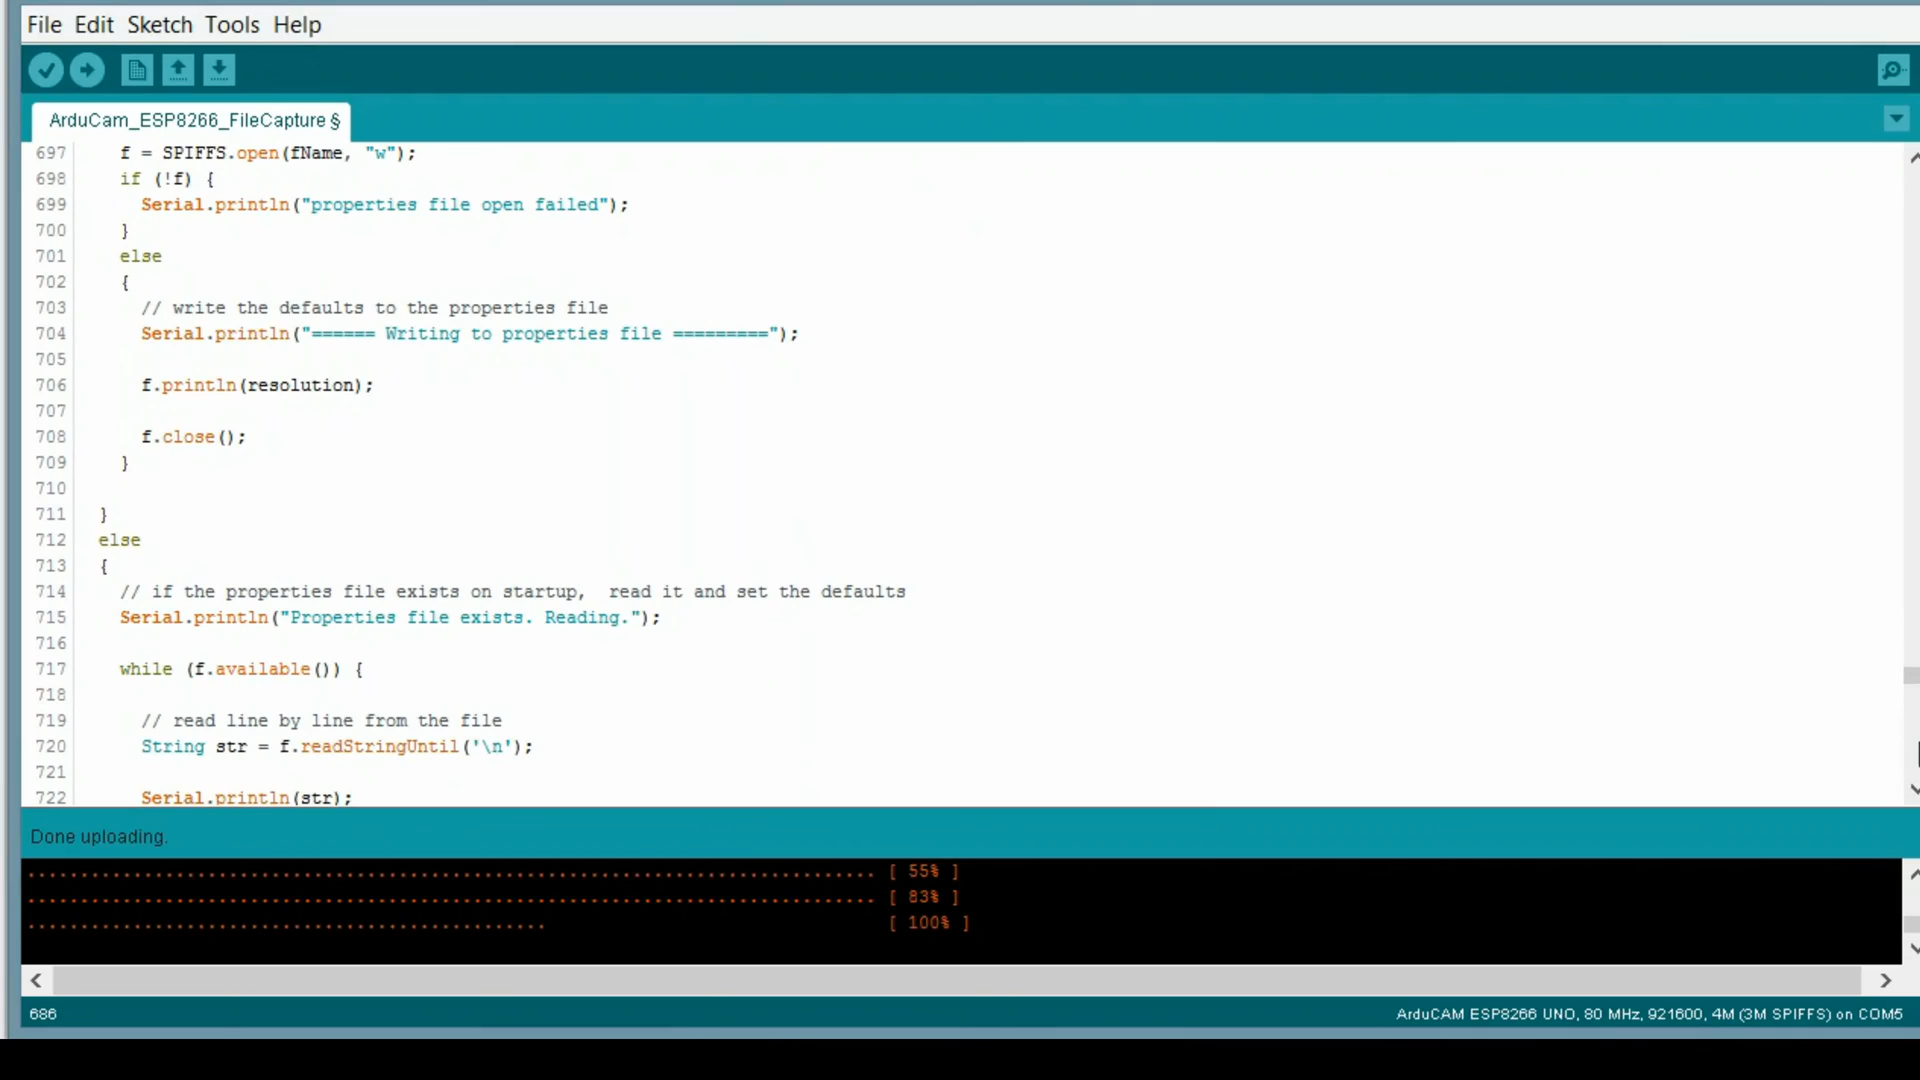 File Edit Sketch Tools Help
ArduCam_ESP8266_FileCapture §
697 f = SPIFFS.open(fName, "w");
698 if (!f) {
699 Serial.println("properties file open failed");
700 }
701 else
702 {
703 // write the defaults to the properties file
704 Serial.println("====== Writing to properties file =========");
705
706 f.println(resolution);
707
708 f.close();
709 }
710
711 }
712 else
713 {
714 // if the properties file exists on startup,  read it and set the defaults
715 Serial.println("Properties file exists. Reading.");
716
717 while (f.available()) {
718
719 // read line by line from the file
720 String str = f.readStringUntil('\n');
721
722 Serial.println(str);
Done uploading.
................................................................................ [ 55% ]
................................................................................ [ 83% ]
................................................. [ 100% ]
686 ArduCAM ESP8266 UNO, 80 MHz, 921600, 4M (3M SPIFFS) on COM5